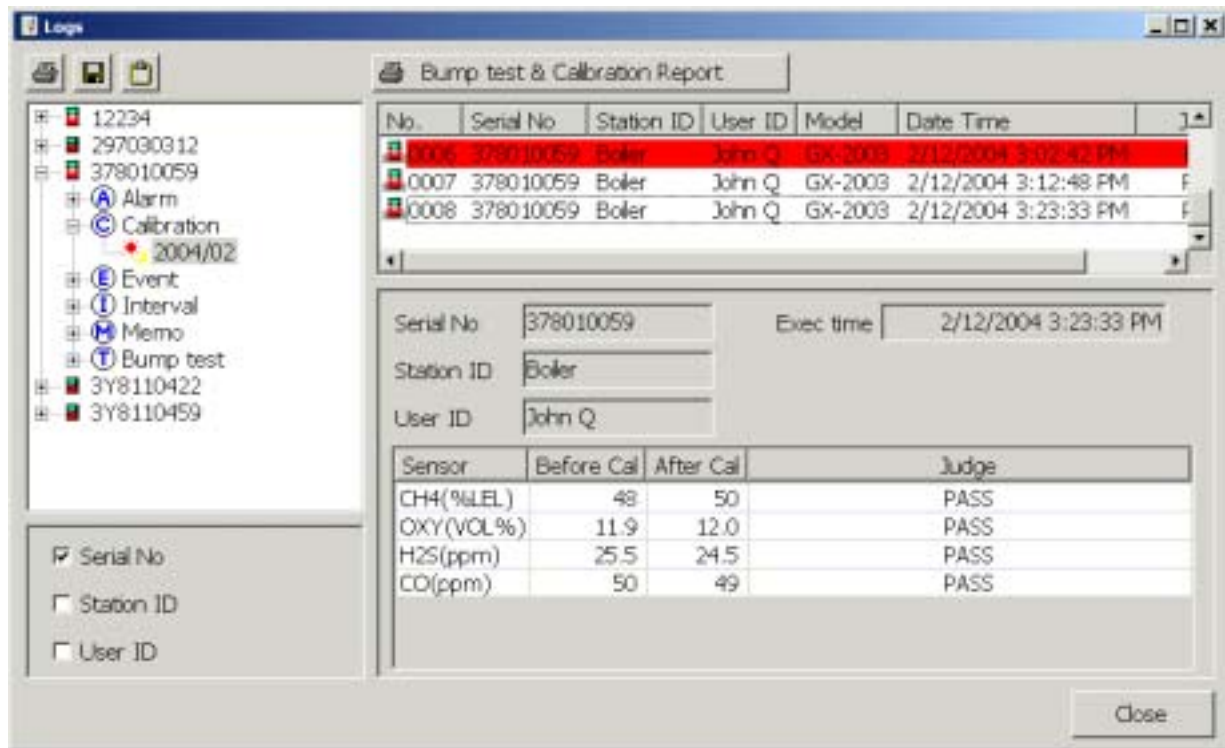 Logs
Bump test & Calibration Report
12234
297030312
378010059
Alarm
Calibration
2004/02
Event
Interval
Memo
Bump test
3Y8110422
3Y8110459
No. Serial No Station ID User ID Model Date Time
0006 378010059 Boiler John Q GX-2003 2/12/2004 3:02:42 PM
0007 378010059 Boiler John Q GX-2003 2/12/2004 3:12:48 PM
0008 378010059 Boiler John Q GX-2003 2/12/2004 3:23:33 PM
Serial No 378010059 Exec time 2/12/2004 3:23:33 PM
Station ID Boiler
User ID John Q
Sensor Before Cal After Cal Judge
CH4(%LEL) 48 50 PASS
OXY(VOL%) 11.9 12.0 PASS
H2S(ppm) 25.5 24.5 PASS
CO(ppm) 50 49 PASS
Serial No
Station ID
User ID
Close